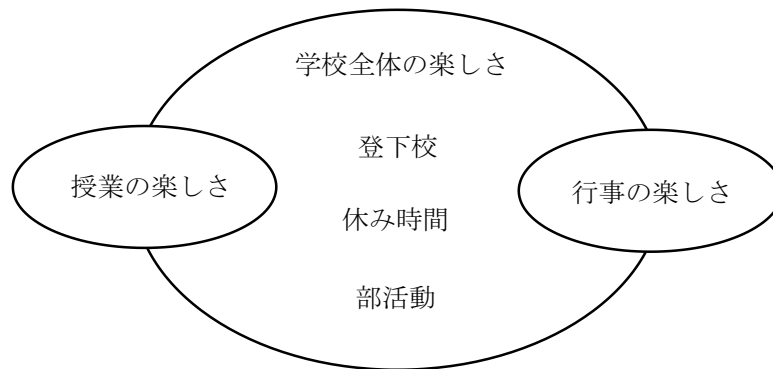 学校全体の楽しさ
登下校
授業の楽しさ
行事の楽しさ
休み時間
部活動